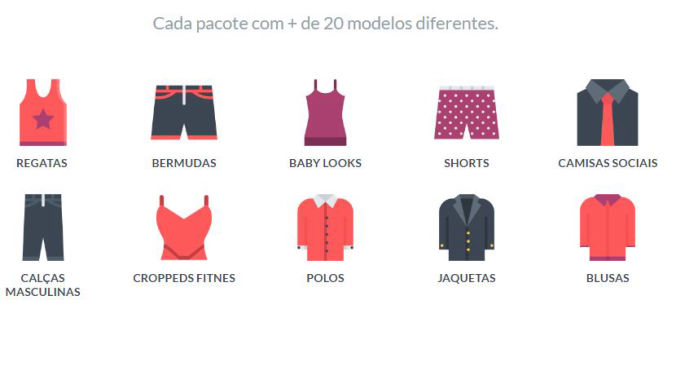 Cada pacote com + de 20 modelos diferentes.
REGATAS
BERMUDAS
BABY LOOKS
SHORTS
CAMISAS SOCIAIS
CALÇAS
MASCULINAS
CROPPEDS FITNES
POLOS
JAQUETAS
BLUSAS